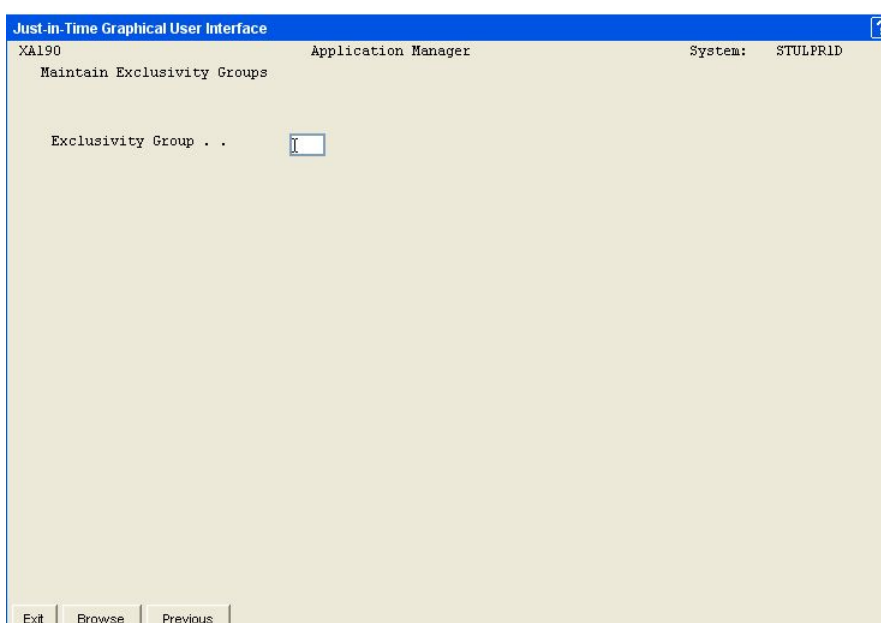 Just-in-Time Graphical User Interface ?
XA190 Application Manager System: STULPR1D
Maintain Exclusivity Groups
Exclusivity Group . .
Exit Browse Previous